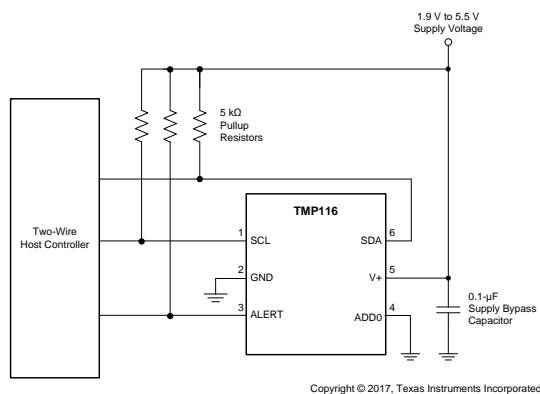 1.9 V to 5.5 V
Supply Voltage
5 kΩ
Pullup
Resistors
Two-Wire
Host Controller
TMP116
1
SCL
SDA
6
2
GND
V+
5
3
ALERT
ADD0
4
0.1-µF
Supply Bypass
Capacitor
Copyright © 2017, Texas Instruments Incorporated